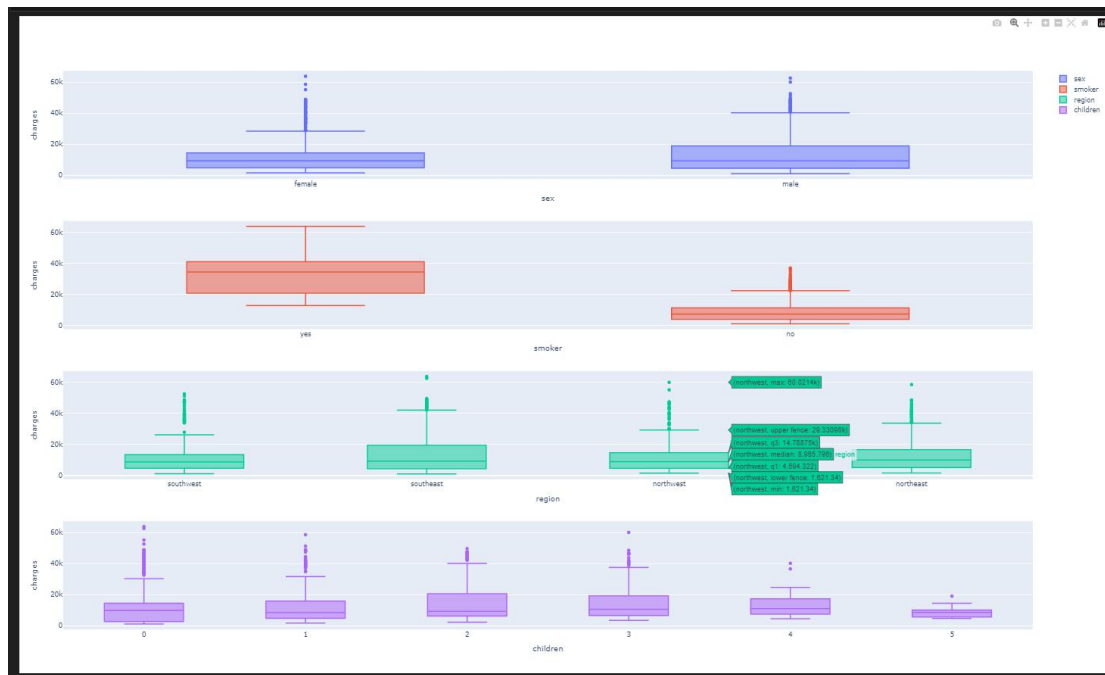 60k
40k
20k
0
charges
female
male
sex
sex
smoker
region
children
60k
40k
20k
0
charges
yes
no
smoker
60k
40k
20k
0
charges
(northwest, max: 60.0214k)
(northwest, upper fence: 29.33098k)
(northwest, q3: 14.78875k)
(northwest, median: 8,965.796) region
(northwest, q1: 4,694.322)
(northwest, lower fence: 1,621.34)
(northwest, min: 1,621.34)
southwest
southeast
northwest
northeast
region
60k
40k
20k
0
charges
0
1
2
3
4
5
children